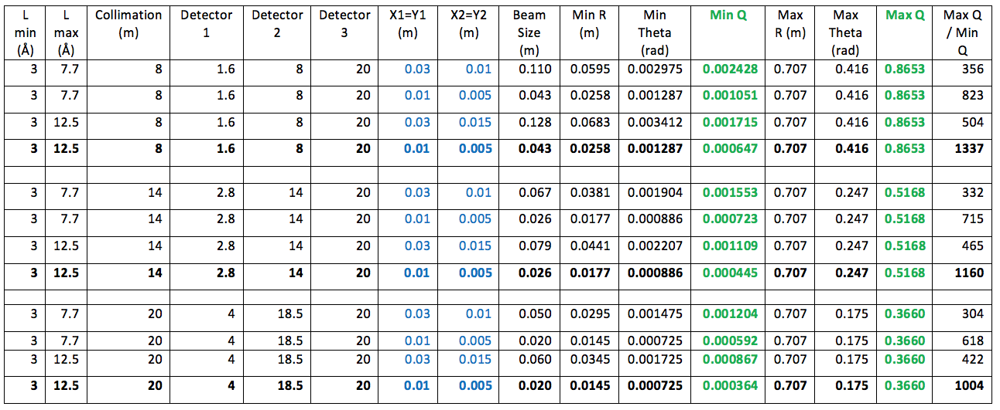 L min (Å) L max (Å) Collimation (m) Detector 1 Detector 2 Detector 3 X1=Y1 (m) X2=Y2 (m) Beam Size (m) Min R (m) Min Theta (rad) Min Q Max R (m) Max Theta (rad) Max Q Max Q / Min Q
3 7.7 8 1.6 8 20 0.03 0.01 0.110 0.0595 0.002975 0.002428 0.707 0.416 0.8653 356
3 7.7 8 1.6 8 20 0.01 0.005 0.043 0.0258 0.001287 0.001051 0.707 0.416 0.8653 823
3 12.5 8 1.6 8 20 0.03 0.015 0.128 0.0683 0.003412 0.001715 0.707 0.416 0.8653 504
3 12.5 8 1.6 8 20 0.01 0.005 0.043 0.0258 0.001287 0.000647 0.707 0.416 0.8653 1337
3 7.7 14 2.8 14 20 0.03 0.01 0.067 0.0381 0.001904 0.001553 0.707 0.247 0.5168 332
3 7.7 14 2.8 14 20 0.01 0.005 0.026 0.0177 0.000886 0.000723 0.707 0.247 0.5168 715
3 12.5 14 2.8 14 20 0.03 0.015 0.079 0.0441 0.002207 0.001109 0.707 0.247 0.5168 465
3 12.5 14 2.8 14 20 0.01 0.005 0.026 0.0177 0.000886 0.000445 0.707 0.247 0.5168 1160
3 7.7 20 4 18.5 20 0.03 0.01 0.050 0.0295 0.001475 0.001204 0.707 0.175 0.3660 304
3 7.7 20 4 18.5 20 0.01 0.005 0.020 0.0145 0.000725 0.000592 0.707 0.175 0.3660 618
3 12.5 20 4 18.5 20 0.03 0.015 0.060 0.0345 0.001725 0.000867 0.707 0.175 0.3660 422
3 12.5 20 4 18.5 20 0.01 0.005 0.020 0.0145 0.000725 0.000364 0.707 0.175 0.3660 1004